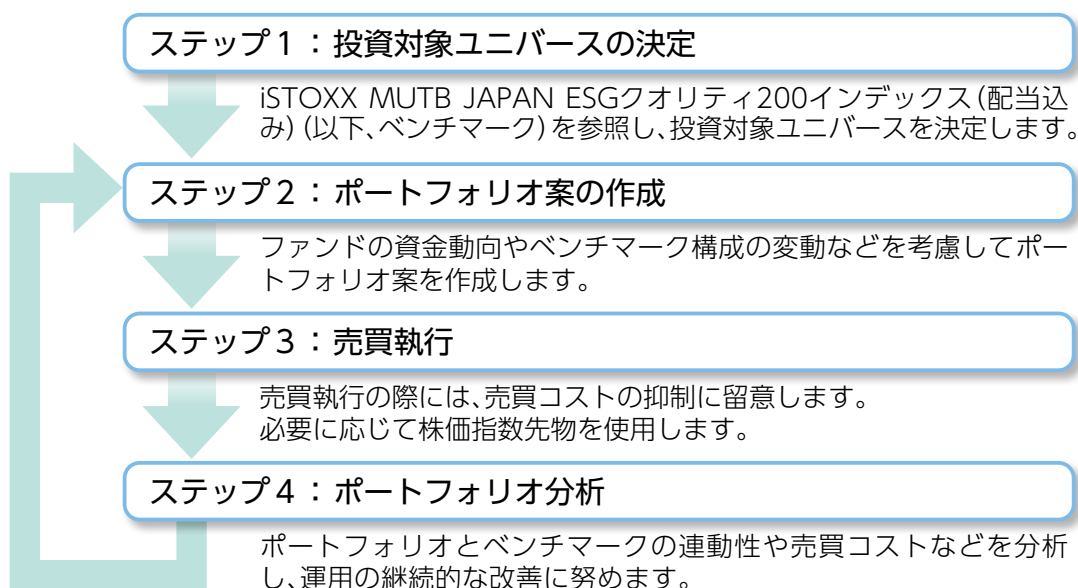 ステップ1：投資対象ユニバースの決定
iSTOXX MUTB JAPAN ESGクオリティ200インデックス(配当込
み)(以下、ベンチマーク)を参照し、投資対象ユニバースを決定します。
ステップ2：ポートフォリオ案の作成
ファンドの資金動向やベンチマーク構成の変動などを考慮してポー
トフォリオ案を作成します。
ステップ3：売買執行
売買執行の際には、売買コストの抑制に留意します。
必要に応じて株価指数先物を使用します。
ステップ4：ポートフォリオ分析
ポートフォリオとベンチマークの連動性や売買コストなどを分析
し、運用の継続的な改善に努めます。